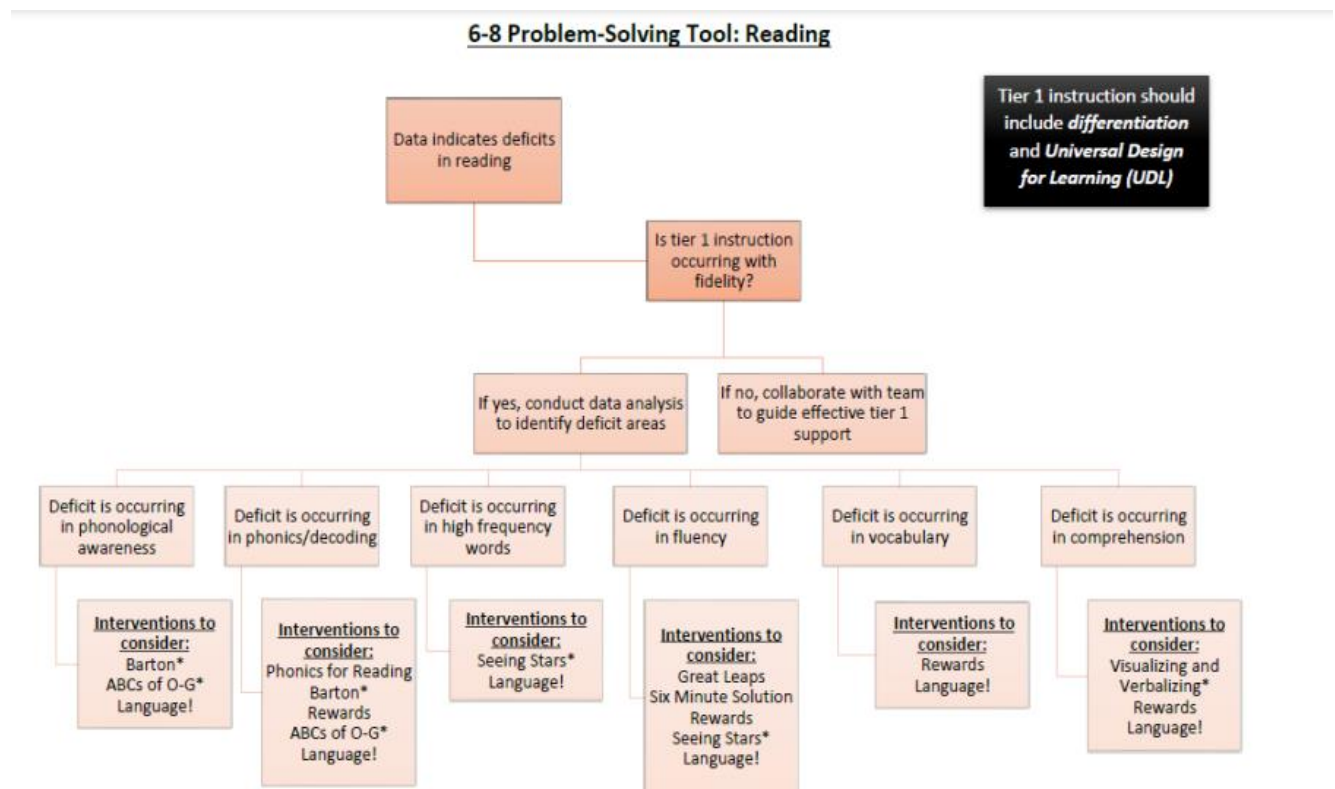 6-8 Problem-Solving Tool: Reading
Tier 1 instruction should
include differentiation
and Universal Design
for Learning (UDL)
Data indicates deficits
in reading
Is tier 1 instruction
occurring with
fidelity?
If yes, conduct data analysis
to identify deficit areas
If no, collaborate with team
to guide effective tier 1
support
Deficit is occurring
in phonological
awareness
Deficit is occurring
in phonics/decoding
Deficit is occurring
in high frequency
words
Deficit is occurring
in fluency
Deficit is occurring
in vocabulary
Deficit is occurring
in comprehension
Interventions to
consider:
Barton*
ABCs of O-G*
Language!
Interventions to
consider:
Phonics for Reading
Barton*
Rewards
ABCs of O-G*
Language!
Interventions to
consider:
Seeing Stars*
Language!
Interventions to
consider:
Great Leaps
Six Minute Solution
Rewards
Seeing Stars*
Language!
Interventions to
consider:
Rewards
Language!
Interventions to
consider:
Visualizing and
Verbalizing*
Rewards
Language!